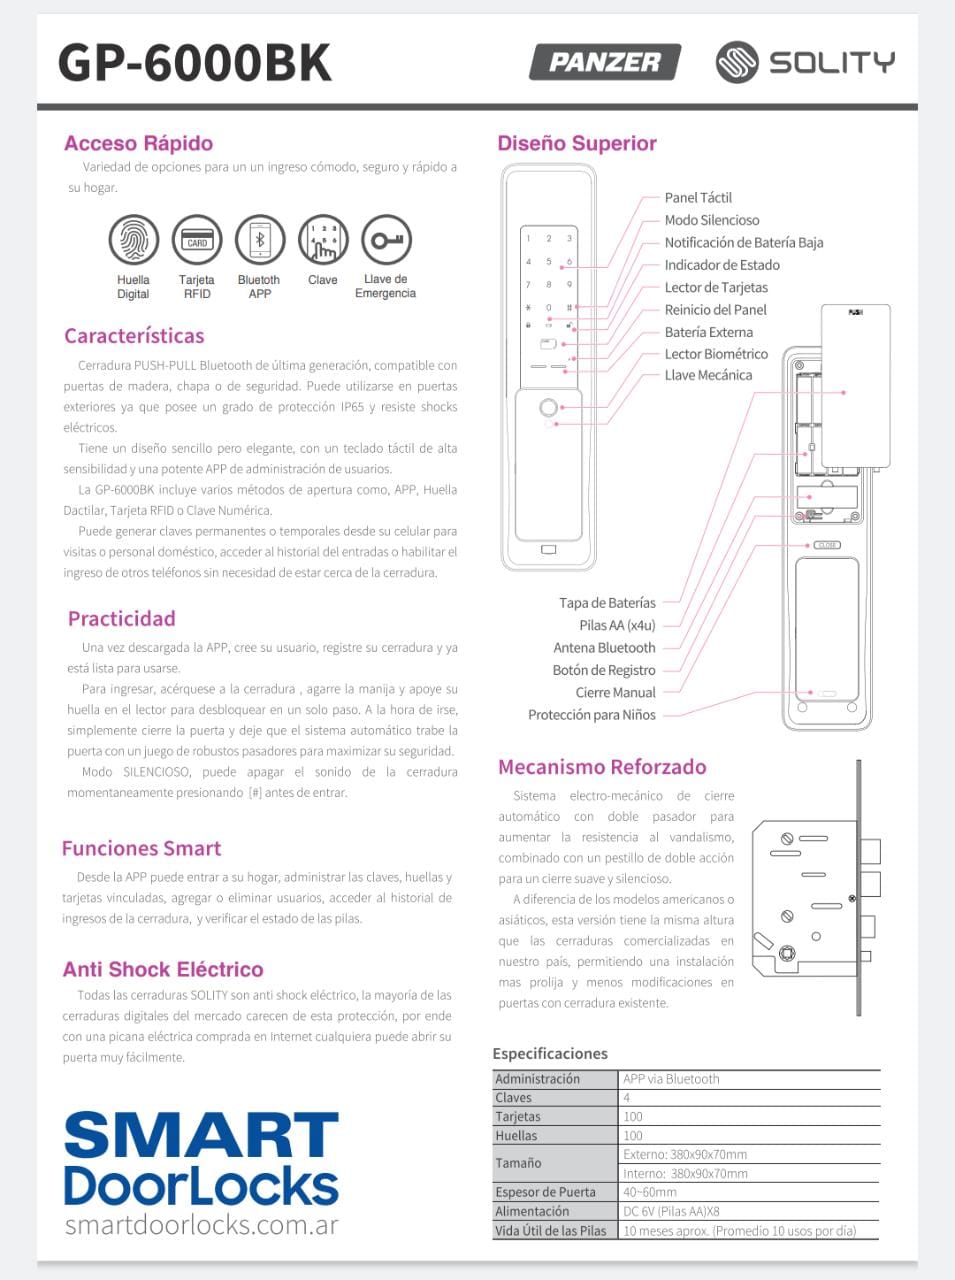 GP-6000BK
PANZER
SOLITY
Acceso Rápido
Variedad de opciones para un un ingreso cómodo, seguro y rápido a
su hogar.
CARD
1 2 3
4 5 6
Huella
Digital
Tarjeta
RFID
Bluetoth
APP
Clave
Llave de
Emergencia
Características
Cerradura PUSH-PULL Bluetooth de última generación, compatible con
puertas de madera, chapa o de seguridad. Puede utilizarse en puertas
exteriores ya que posee un grado de protección IP65 y resiste shocks
eléctricos.
Tiene un diseño sencillo pero elegante, con un teclado táctil de alta
sensibilidad y una potente APP de administración de usuarios.
La GP-6000BK incluye varios métodos de apertura como, APP, Huella
Dactilar, Tarjeta RFID o Clave Numérica.
Puede generar claves permanentes o temporales desde su celular para
visitas o personal doméstico, acceder al historial del entradas o habilitar el
ingreso de otros teléfonos sin necesidad de estar cerca de la cerradura.
Practicidad
Una vez descargada la APP, cree su usuario, registre su cerradura y ya
está lista para usarse.
Para ingresar, acérquese a la cerradura , agarre la manija y apoye su
huella en el lector para desbloquear en un solo paso. A la hora de irse,
simplemente cierre la puerta y deje que el sistema automático trabe la
puerta con un juego de robustos pasadores para maximizar su seguridad.
Modo SILENCIOSO, puede apagar el sonido de la cerradura
momentaneamente presionando [#] antes de entrar.
Funciones Smart
Desde la APP puede entrar a su hogar, administrar las claves, huellas y
tarjetas vinculadas, agregar o eliminar usuarios, acceder al historial de
ingresos de la cerradura, y verificar el estado de las pilas.
Anti Shock Eléctrico
Todas las cerraduras SOLITY son anti shock eléctrico, la mayoría de las
cerraduras digitales del mercado carecen de esta protección, por ende
con una picana eléctrica comprada en Internet cualquiera puede abrir su
puerta muy fácilmente.
SMART
DoorLocks
smartdoorlocks.com.ar
Diseño Superior
1 2 3
4 5 6
7 8 9
* 0 #
Panel Táctil
Modo Silencioso
Notificación de Batería Baja
Indicador de Estado
Lector de Tarjetas
Reinicio del Panel
Batería Externa
Lector Biométrico
Llave Mecánica
PUSH
CLOSE
Tapa de Baterías
Pilas AA (x4u)
Antena Bluetooth
Botón de Registro
Cierre Manual
Protección para Niños
Mecanismo Reforzado
Sistema electro-mecánico de cierre
automático con doble pasador para
aumentar la resistencia al vandalismo,
combinado con un pestillo de doble acción
para un cierre suave y silencioso.
A diferencia de los modelos americanos o
asiáticos, esta versión tiene la misma altura
que las cerraduras comercializadas en
nuestro país, permitiendo una instalación
mas prolija y menos modificaciones en
puertas con cerradura existente.
Especificaciones
Administración APP via Bluetooth
Claves 4
Tarjetas 100
Huellas 100
Tamaño Externo: 380x90x70mm
Interno: 380x90x70mm
Espesor de Puerta 40~60mm
Alimentación DC 6V (Pilas AA)X8
Vida Útil de las Pilas 10 meses aprox. (Promedio 10 usos por día)